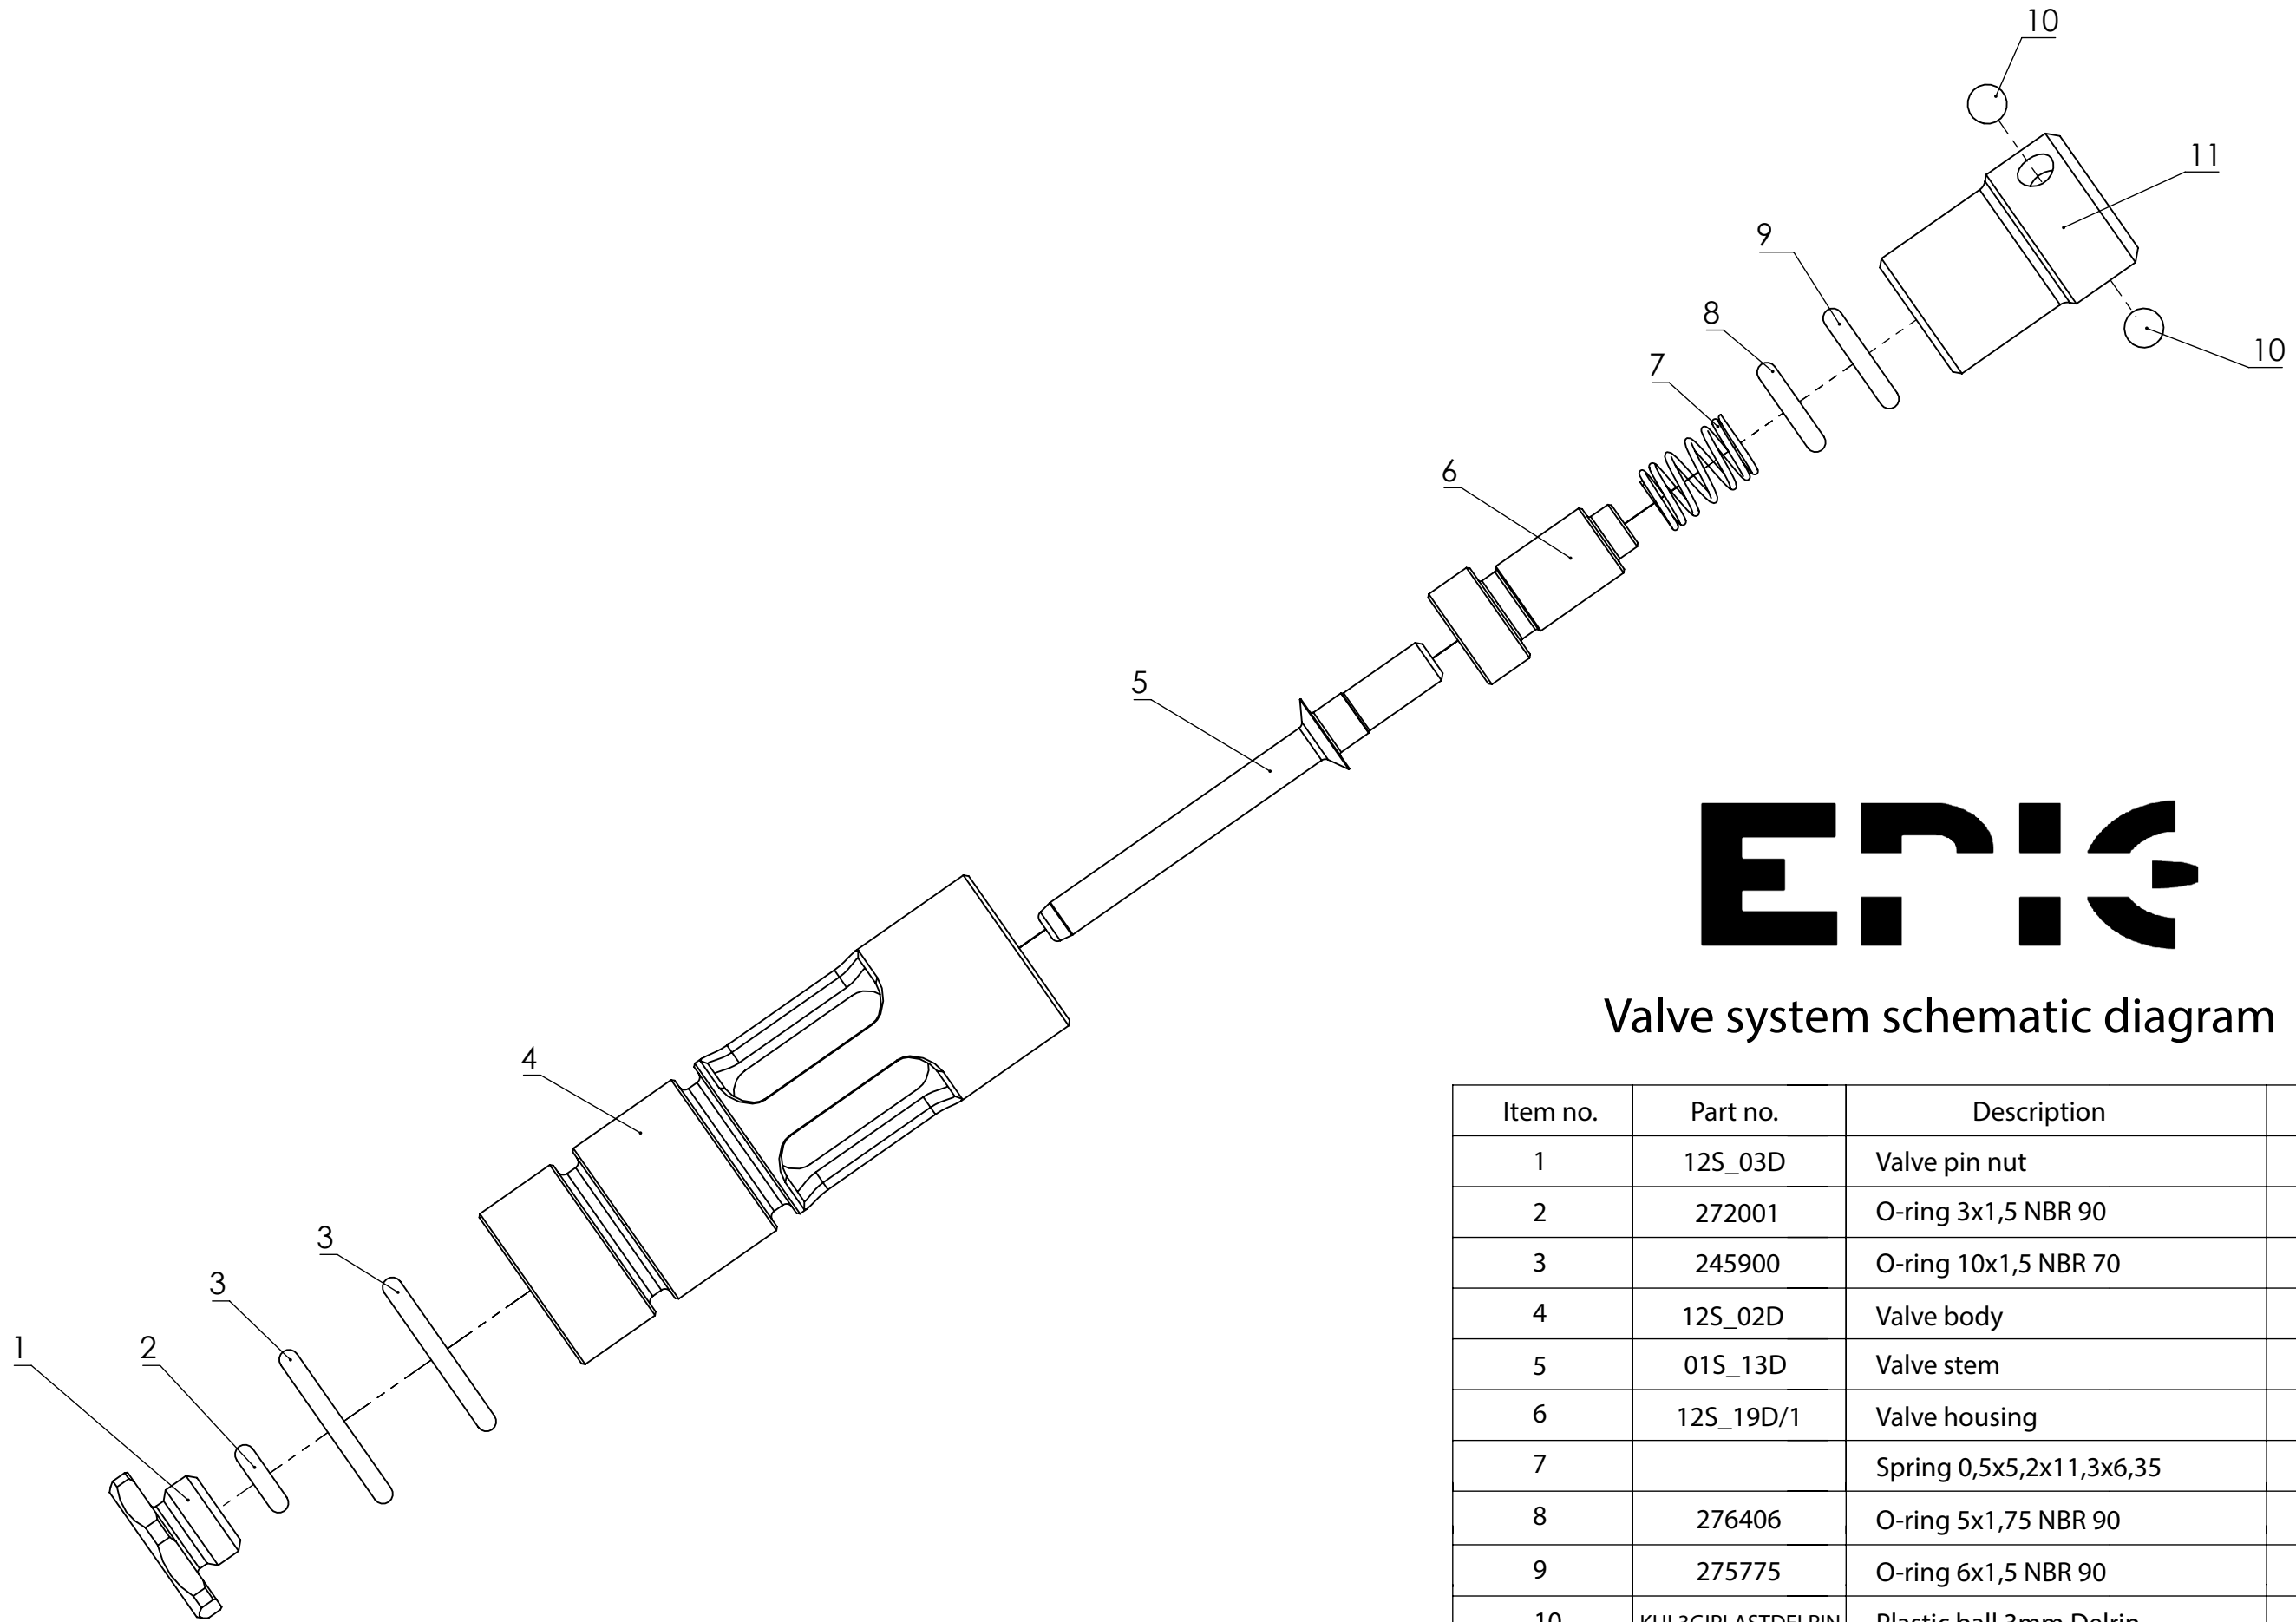 10
11
9
8
10
7
6
5
EPIC
Valve system schematic diagram
4
3
3
2
1
Item no. Part no. Description
1 12S_03D Valve pin nut
2 272001 O-ring 3x1,5 NBR 90
3 245900 O-ring 10x1,5 NBR 70
4 12S_02D Valve body
5 01S_13D Valve stem
6 12S_19D/1 Valve housing
7 Spring 0,5x5,2x11,3x6,35
8 276406 O-ring 5x1,75 NBR 90
9 275775 O-ring 6x1,5 NBR 90
10 Plastic ball 3mm Delrin